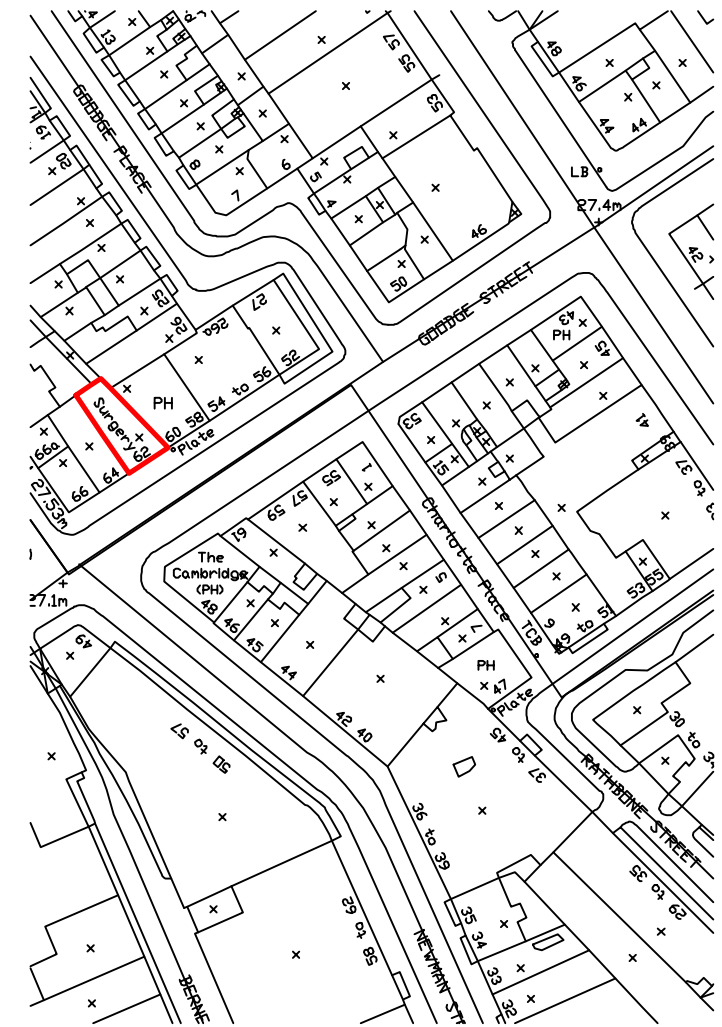 13
57
55
53
48
46
44
44
GOODGE PLACE
19
20
8
7
6
5
4
LB
27.4m
46
50
42
GOODGE STREET
25
26
26a
27
52
54 to 56
PH
60 58
Plate
Surgery
62
64
66
66a
27.53m
43
PH
45
53
15
41
39
37 to
1
55
57
59
61
The
Cambridge
(PH)
48
46
45
44
42 40
Charlotte Place
5
7
9
49 to 51
53
55
TCB
PH
47
Plate
27.1m
49
50 to 57
37 to 45
30 to 34
RATHBONE STREET
36 to 39
29 to 35
35
34
33
32
58 to 62
NEWMAN ST
BERNE